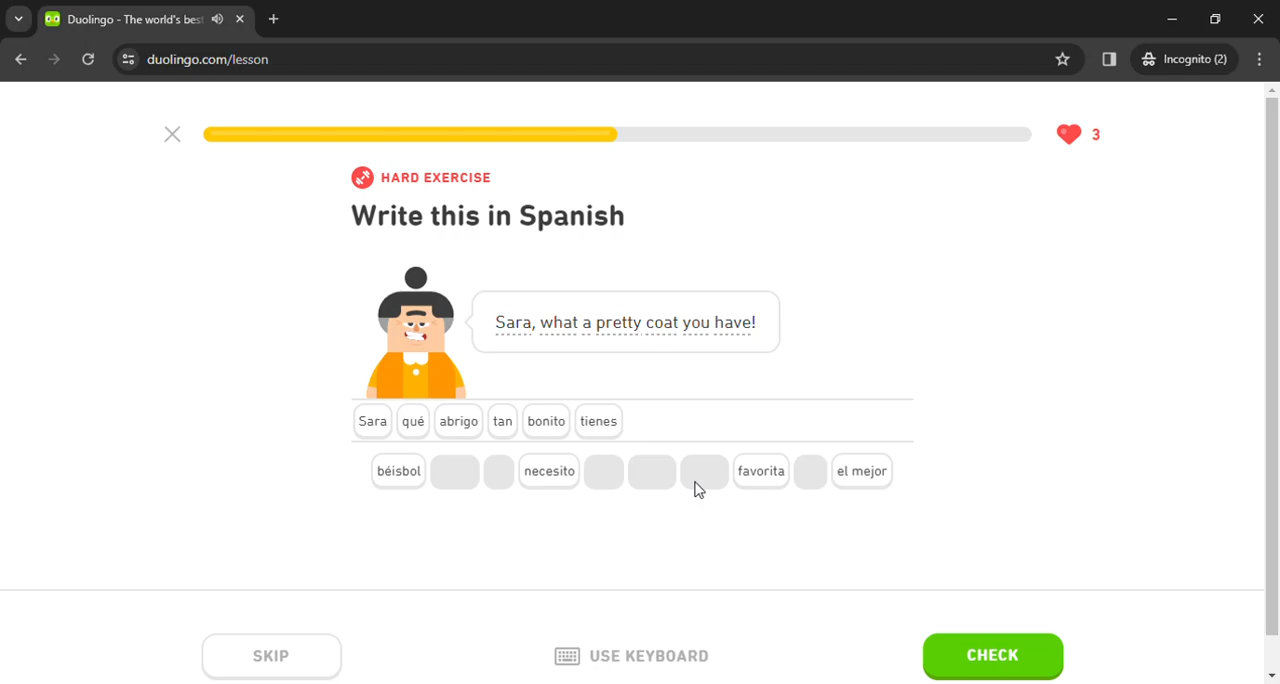 Duolingo - The world's bes
duolingo.com/lesson
Incognito (2)
3
HARD EXERCISE
Write this in Spanish
Sara, what a pretty coat you have!
Sara qué abrigo tan bonito tienes
béisbol necesito favorita el mejor
SKIP
USE KEYBOARD
CHECK